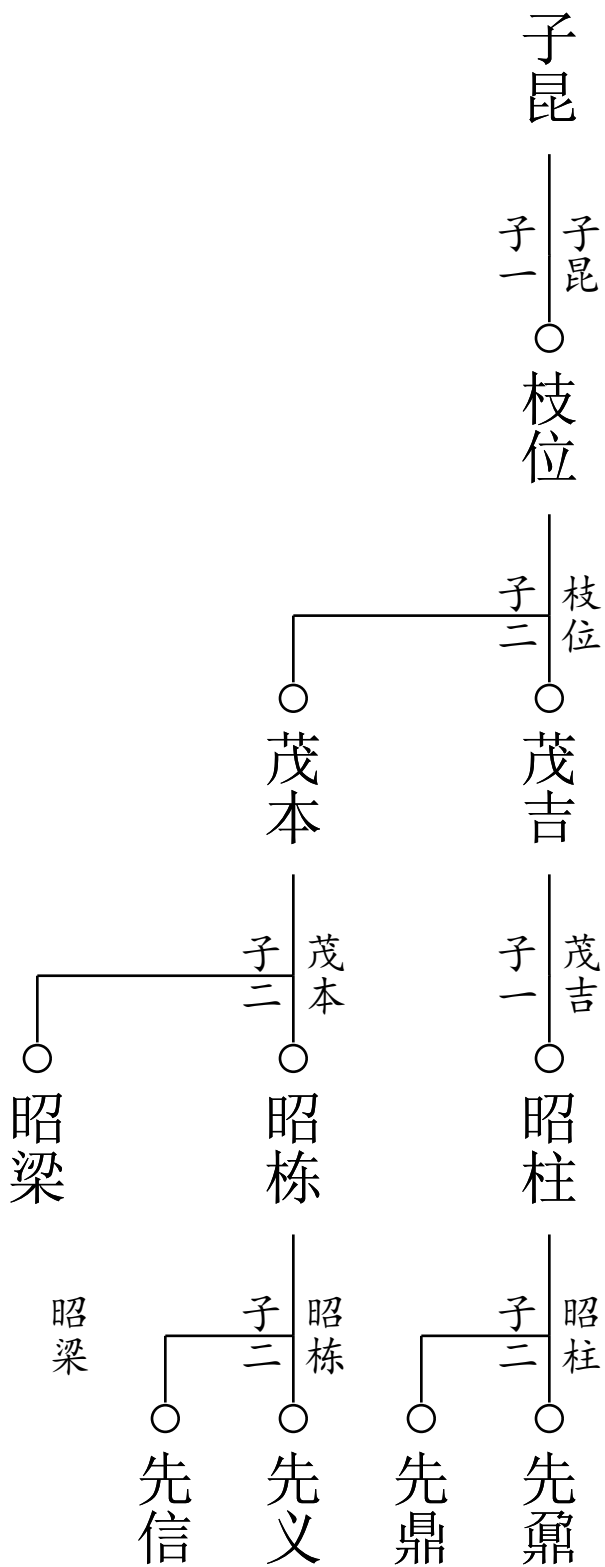 子昆
子昆
子一
枝位
枝位
子二
茂吉
茂本
茂吉
子一
茂本
子二
昭柱
昭栋
昭梁
昭柱
子二
昭栋
子二
昭梁
先鼐
先鼎
先义
先信